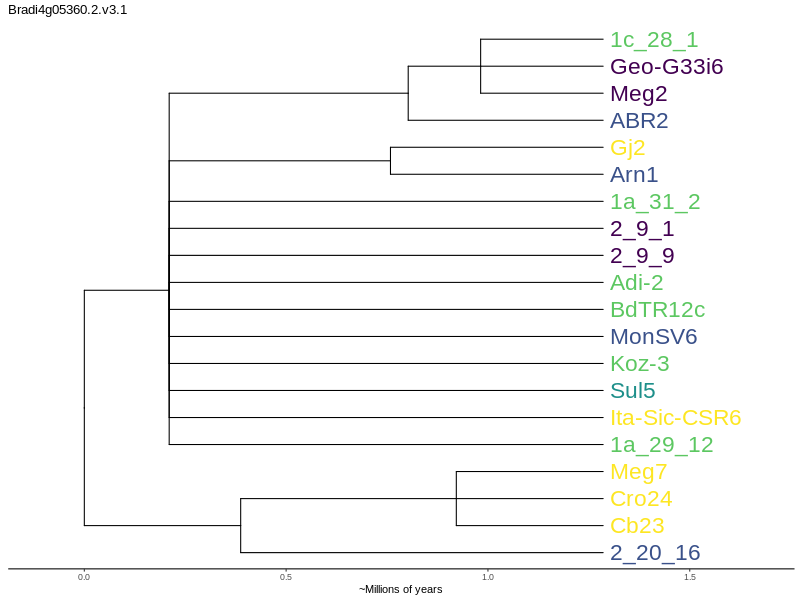 Bradi4g05360.2.v3.1
1c_28_1
Geo-G33i6
Meg2
ABR2
Gj2
Arn1
1a_31_2
2_9_1
2_9_9
Adi-2
BdTR12c
MonSV6
Koz-3
Sul5
Ita-Sic-CSR6
1a_29_12
Meg7
Cro24
Cb23
2_20_16
0.0 0.5 1.0 1.5
~Millions of years